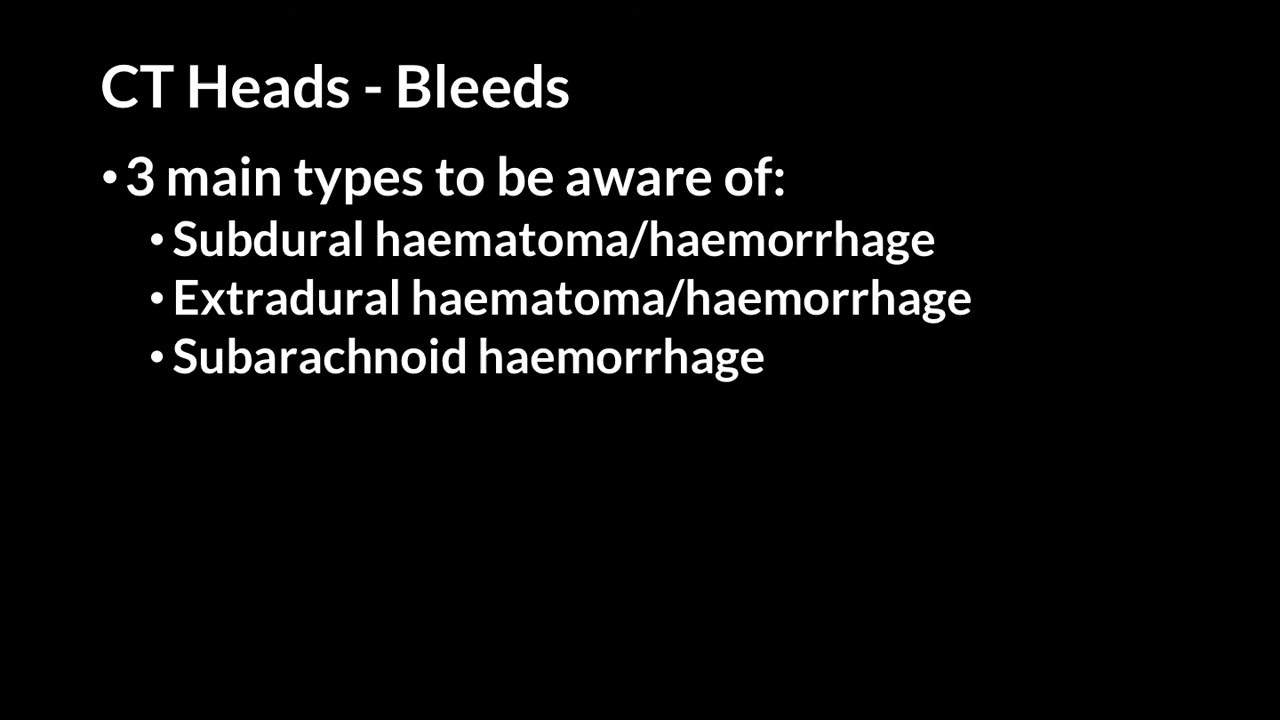 CT Heads - Bleeds
•3 main types to be aware of:
•Subdural haematoma/haemorrhage
•Extradural haematoma/haemorrhage
•Subarachnoid haemorrhage